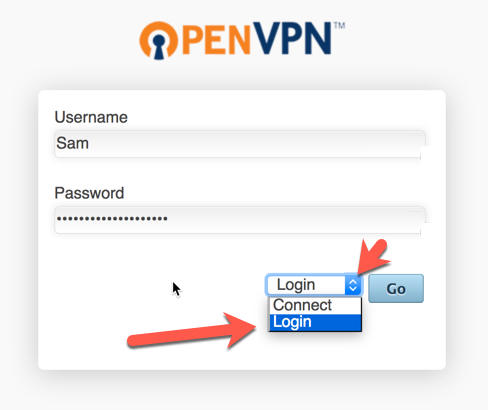 OPENVPN™
Username
Sam
Password
••••••••••••••••••••
Login
Go
Connect
Login